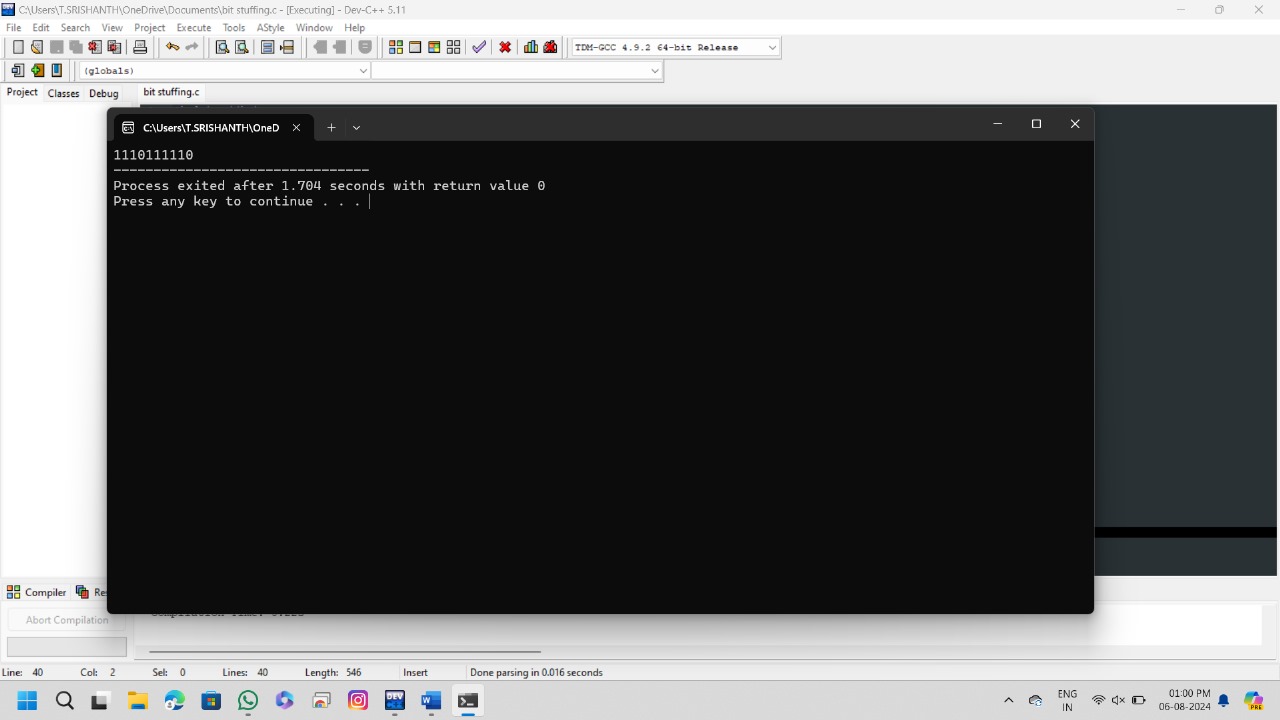 C:\Users\T.SRISHANTH\OneDrive\Documents\bit stuffing.c - [Executing] - Dev-C++ 5.11
File Edit Search View Project Execute Tools AStyle Window Help
TDM-GCC 4.9.2 64-bit Release
(globals)
Project Classes Debug bit stuffing.c
C:\Users\T.SRISHANTH\OneD
1110111110
--------------------------------
Process exited after 1.704 seconds with return value 0
Press any key to continue . . .
Compiler
Abort Compilation
Line: 40 Col: 2 Sel: 0 Lines: 40 Length: 546 Insert Done parsing in 0.016 seconds
ENG
IN
01:00 PM
08-08-2024